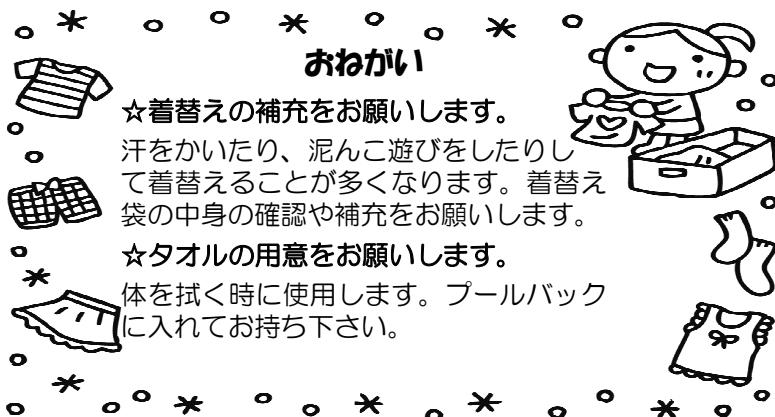 おねがい
☆着替えの補充をお願いします。
汗をかいたり、泥んこ遊びをしたりし
て着替えることが多くなります。着替え
袋の中身の確認や補充をお願いします。
☆タオルの用意をお願いします。
体を拭く時に使用します。プールバック
に入れてお持ち下さい。